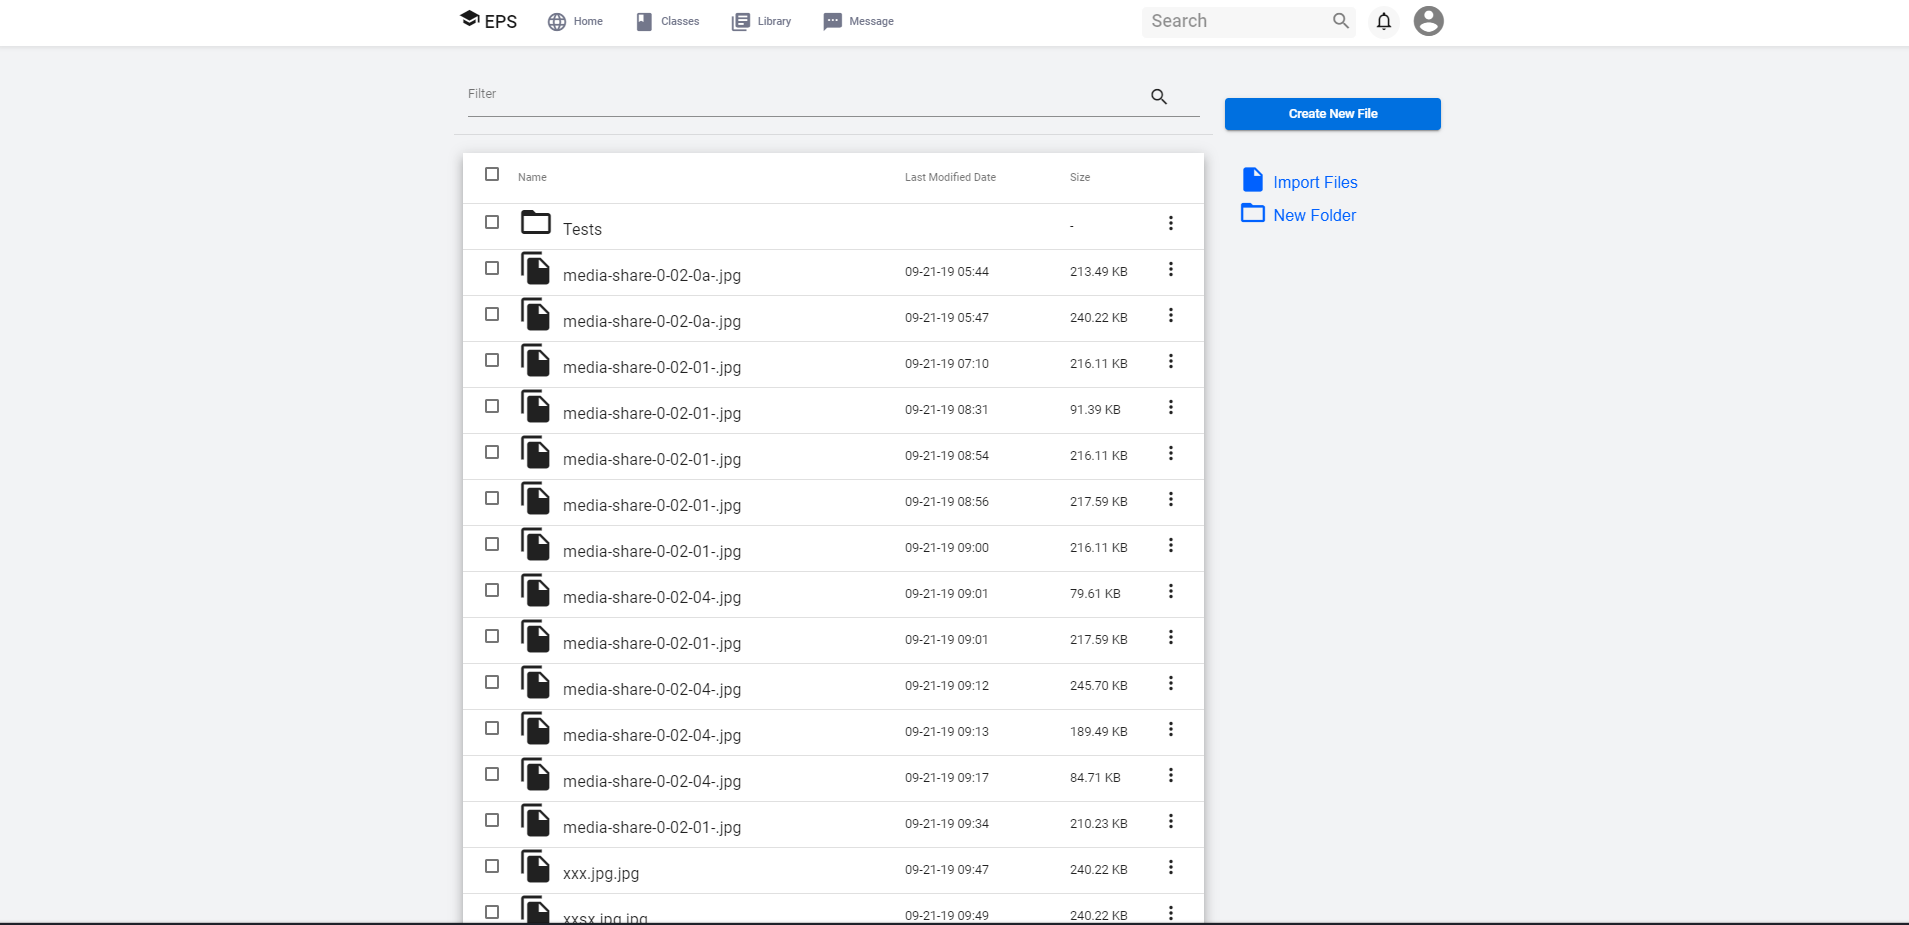 EPS Home Classes Library Message Search
Filter
Create New File
Name Last Modified Date Size
Import Files
New Folder
Tests -
media-share-0-02-0a-.jpg 09-21-19 05:44 213.49 KB
media-share-0-02-0a-.jpg 09-21-19 05:47 240.22 KB
media-share-0-02-01-.jpg 09-21-19 07:10 216.11 KB
media-share-0-02-01-.jpg 09-21-19 08:31 91.39 KB
media-share-0-02-01-.jpg 09-21-19 08:54 216.11 KB
media-share-0-02-01-.jpg 09-21-19 08:56 217.59 KB
media-share-0-02-01-.jpg 09-21-19 09:00 216.11 KB
media-share-0-02-04-.jpg 09-21-19 09:01 79.61 KB
media-share-0-02-01-.jpg 09-21-19 09:01 217.59 KB
media-share-0-02-04-.jpg 09-21-19 09:12 245.70 KB
media-share-0-02-04-.jpg 09-21-19 09:13 189.49 KB
media-share-0-02-04-.jpg 09-21-19 09:17 84.71 KB
media-share-0-02-01-.jpg 09-21-19 09:34 210.23 KB
xxx.jpg.jpg 09-21-19 09:47 240.22 KB
xxsx.jpg.jpg 09-21-19 09:49 240.22 KB